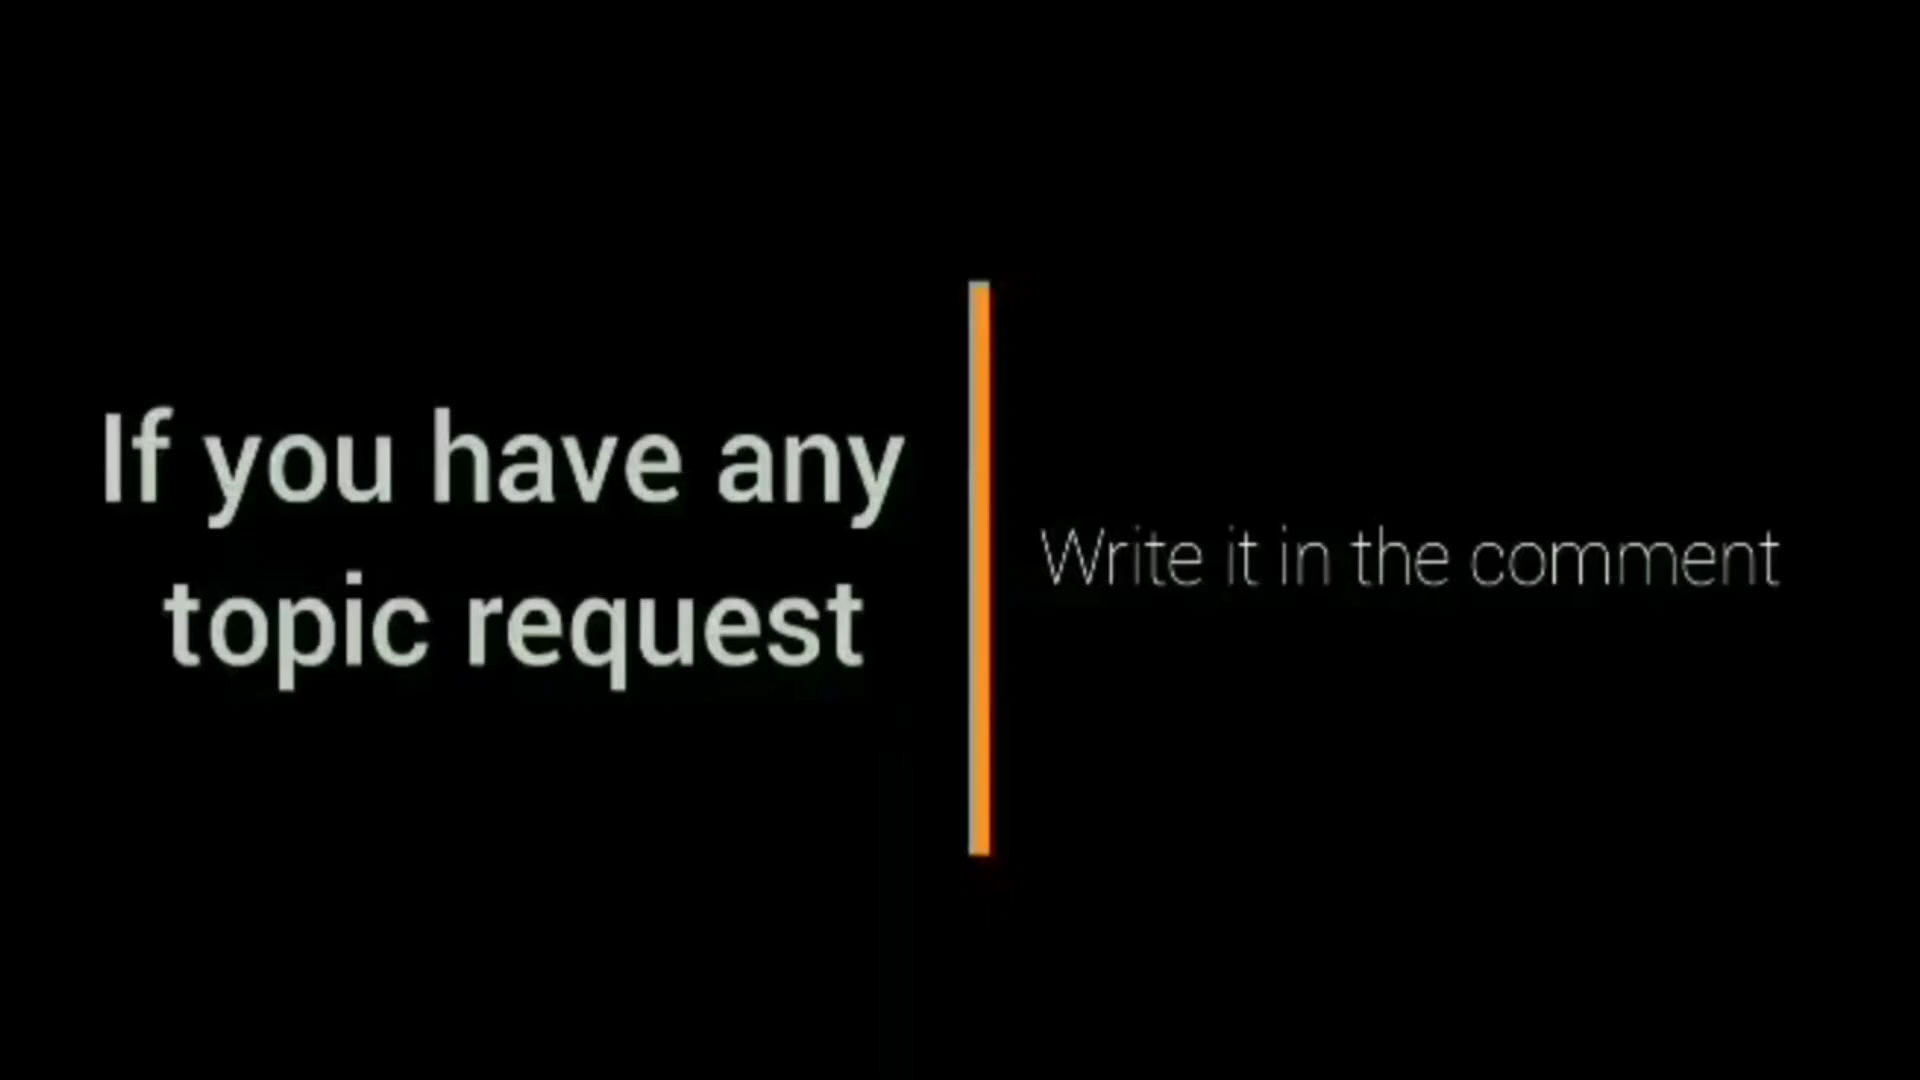 If you have any
topic request
Write it in the comment